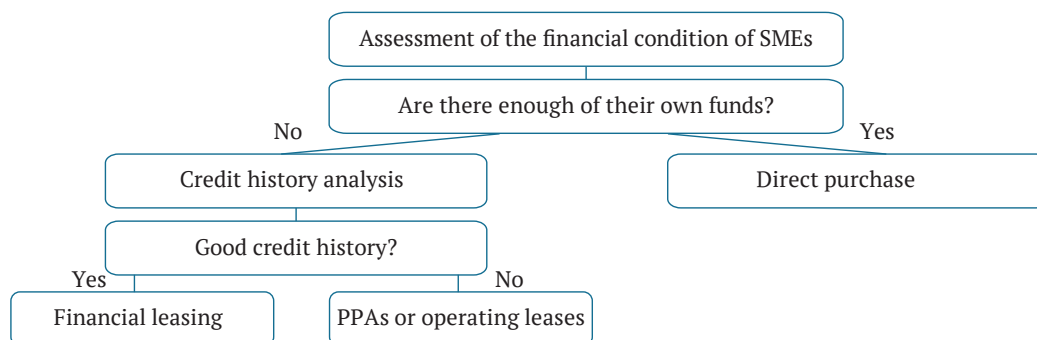 Assessment of the financial condition of SMEs
Are there enough of their own funds?
No
Yes
Credit history analysis
Direct purchase
Good credit history?
Yes
No
Financial leasing
PPAs or operating leases